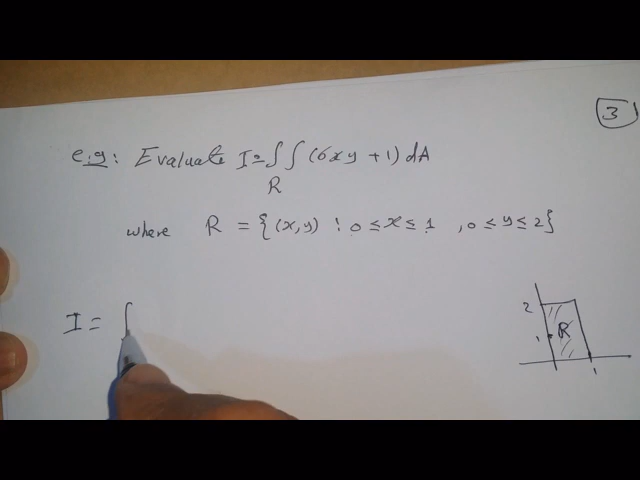 3
e.g: Evaluate I = ∫∫ (6xy + 1) dA
R
where R = {(x,y) : 0 ≤ x ≤ 1 , 0 ≤ y ≤ 2}
I = ∫
2
R
1
1